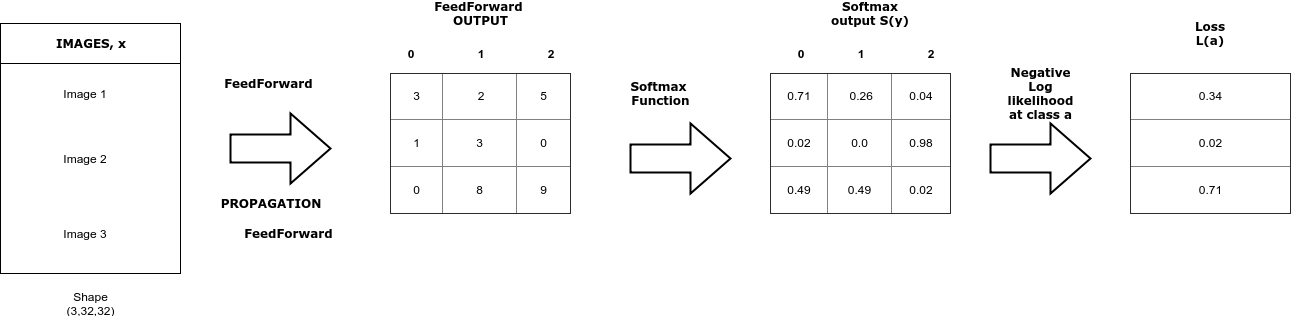 IMAGES, x
Image 1
Image 2
Image 3
Shape
(3,32,32)
FeedForward
PROPAGATION
FeedForward
FeedForward
OUTPUT
0 1 2
3 2 5
1 3 0
0 8 9
Softmax
Function
Softmax
output S(y)
0 1 2
0.71 0.26 0.04
0.02 0.0 0.98
0.49 0.49 0.02
Negative
Log
likelihood
at class a
Loss
L(a)
0.34
0.02
0.71